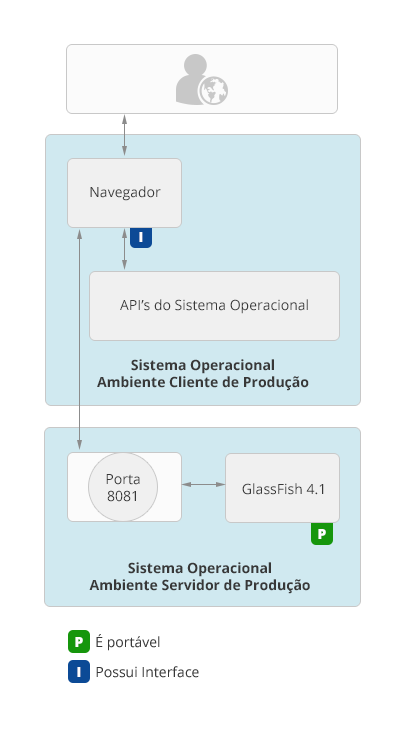 Navegador
I
API's do Sistema Operacional
Sistema Operacional
Ambiente Cliente de Produção
Porta
8081
GlassFish 4.1
P
Sistema Operacional
Ambiente Servidor de Produção
P É portável
I Possui Interface